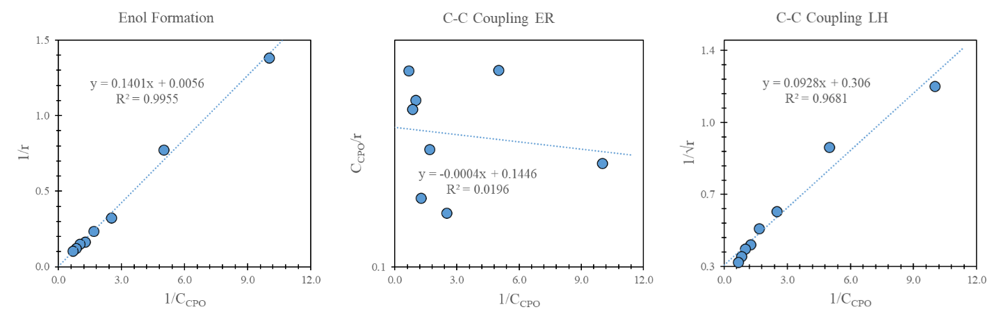 Enol Formation
1.5
1.0
0.5
0.0
1/r
y = 0.1401x + 0.0056
R² = 0.9955
0.0 3.0 6.0 9.0 12.0
1/C_CPO
C-C Coupling ER
C_CPO/r
0.1
y = -0.0004x + 0.1446
R² = 0.0196
0.0 3.0 6.0 9.0 12.0
1/C_CPO
C-C Coupling LH
1.4
1.0
0.7
0.3
1/√r
y = 0.0928x + 0.306
R² = 0.9681
0.0 3.0 6.0 9.0 12.0
1/C_CPO